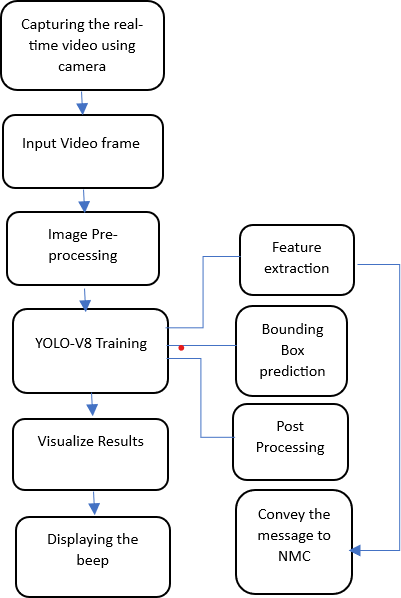 Capturing the real-
time video using
camera
Input Video frame
Image Pre-
processing
YOLO-V8 Training
Visualize Results
Displaying the
beep
Feature
extraction
Bounding
Box
prediction
Post
Processing
Convey the
message to
NMC